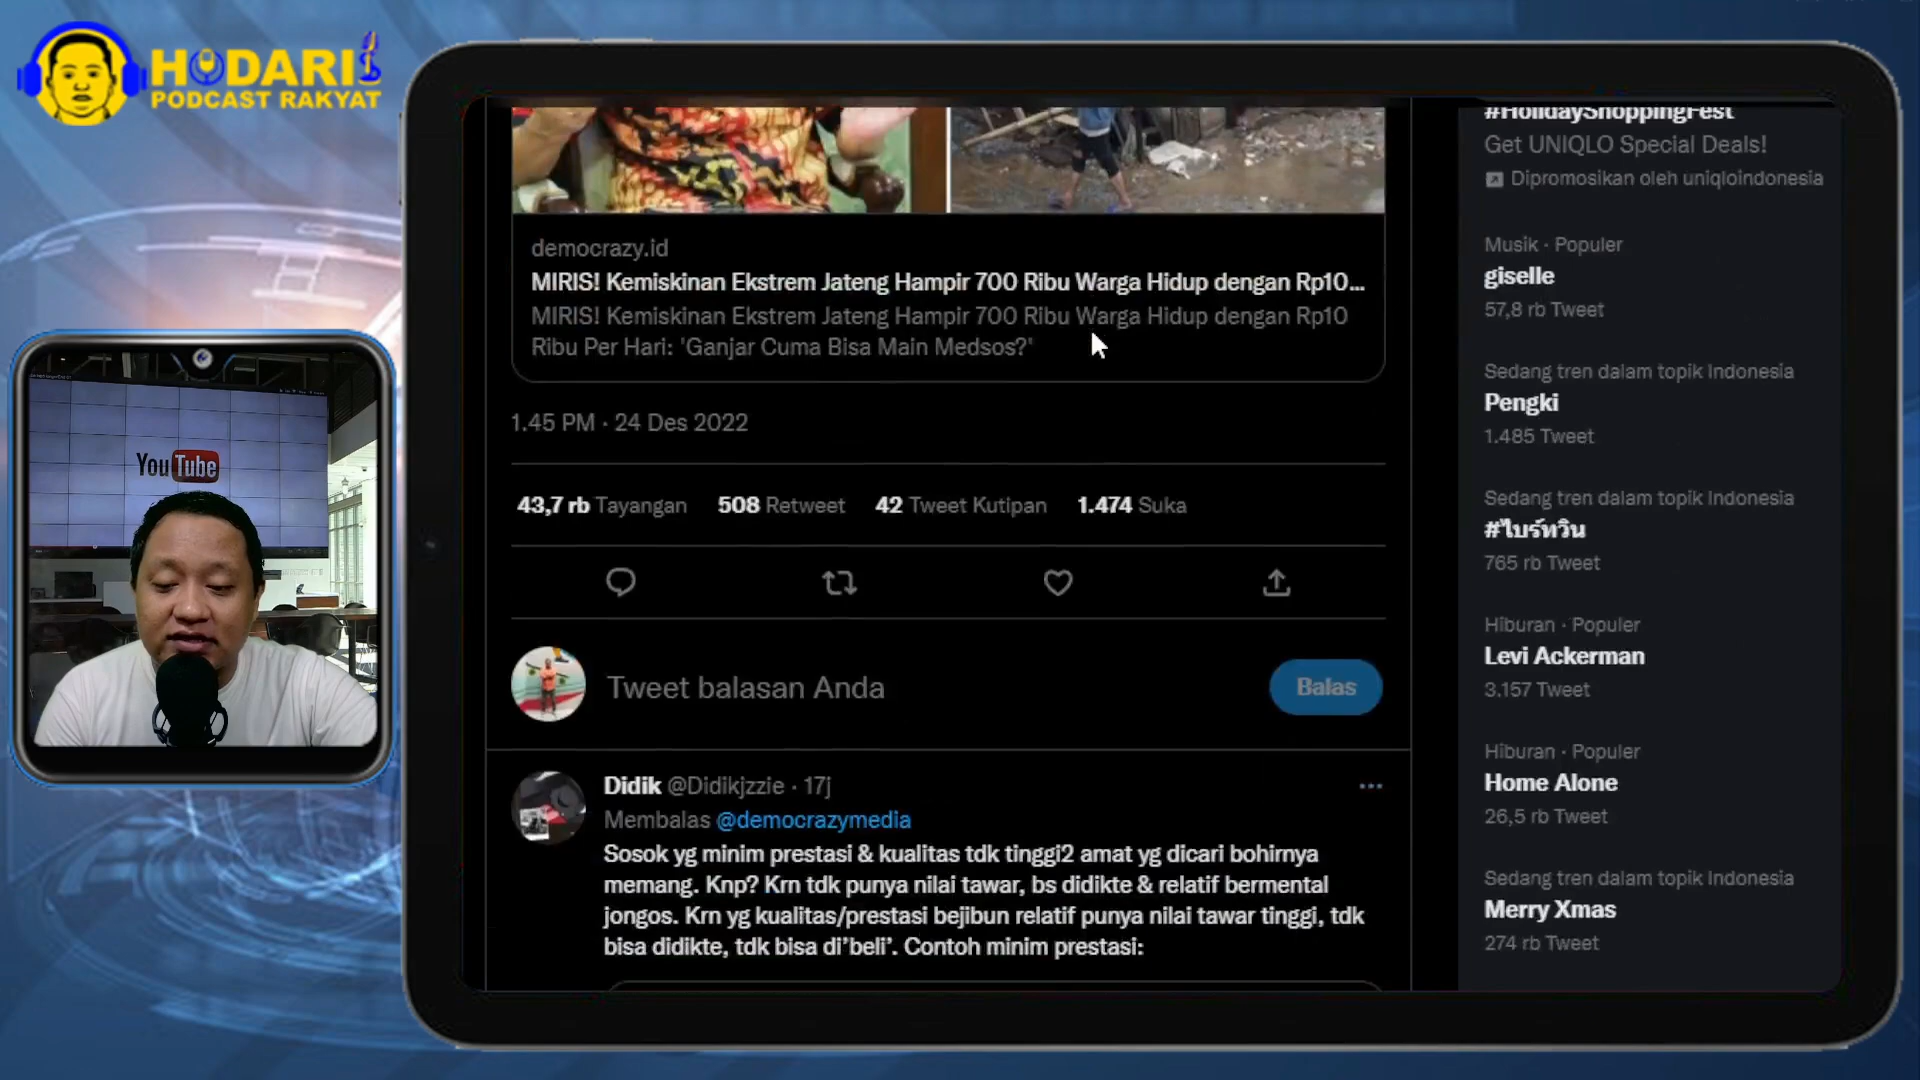 HODARI
PODCAST RAKYAT
YouTube
democrazy.id
MIRIS! Kemiskinan Ekstrem Jateng Hampir 700 Ribu Warga Hidup dengan Rp10...
MIRIS! Kemiskinan Ekstrem Jateng Hampir 700 Ribu Warga Hidup dengan Rp10
Ribu Per Hari: 'Ganjar Cuma Bisa Main Medsos?'
1.45 PM · 24 Des 2022
43,7 rb Tayangan 508 Retweet 42 Tweet Kutipan 1.474 Suka
Tweet balasan Anda
Balas
Didik @Didikjzzie · 17j
Membalas @democrazymedia
Sosok yg minim prestasi & kualitas tdk tinggi2 amat yg dicari bohirnya
memang. Knp? Krn tdk punya nilai tawar, bs didikte & relatif bermental
jongos. Krn yg kualitas/prestasi bejibun relatif punya nilai tawar tinggi, tdk
bisa didikte, tdk bisa di’beli’. Contoh minim prestasi:
#HolidayShoppingFest
Get UNIQLO Special Deals!
Dipromosikan oleh uniqloindonesia
Musik · Populer
giselle
57,8 rb Tweet
Sedang tren dalam topik Indonesia
Pengki
1.485 Tweet
Sedang tren dalam topik Indonesia
#ไบร์ทวิน
765 rb Tweet
Hiburan · Populer
Levi Ackerman
3.157 Tweet
Hiburan · Populer
Home Alone
26,5 rb Tweet
Sedang tren dalam topik Indonesia
Merry Xmas
274 rb Tweet